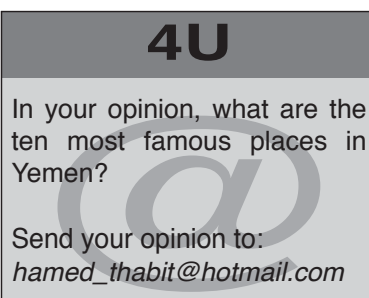 4U
In your opinion, what are the
ten most famous places in
Yemen?
Send your opinion to:
hamed_thabit@hotmail.com
@